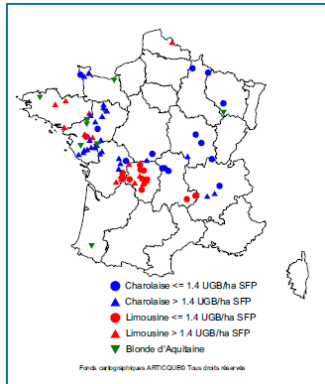 Charolaise <= 1.4 UGB/ha SFP
Charolaise > 1.4 UGB/ha SFP
Limousine <= 1.4 UGB/ha SFP
Limousine > 1.4 UGB/ha SFP
Blonde d'Aquitaine
Fonds cartographiques ARTICQUE© Tous droits réservés